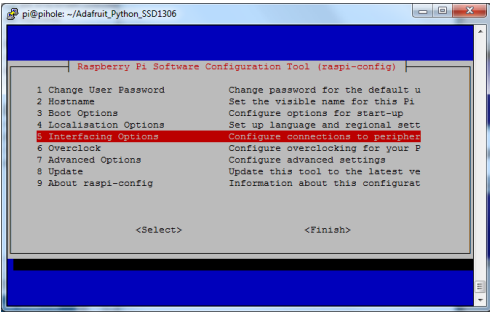 pi@pihole: ~/Adafruit_Python_SSD1306
Raspberry Pi Software Configuration Tool (raspi-config)
1 Change User Password Change password for the default u
2 Hostname Set the visible name for this Pi
3 Boot Options Configure options for start-up
4 Localisation Options Set up language and regional sett
5 Interfacing Options Configure connections to peripher
6 Overclock Configure overclocking for your P
7 Advanced Options Configure advanced settings
8 Update Update this tool to the latest ve
9 About raspi-config Information about this configurat
<Select> <Finish>